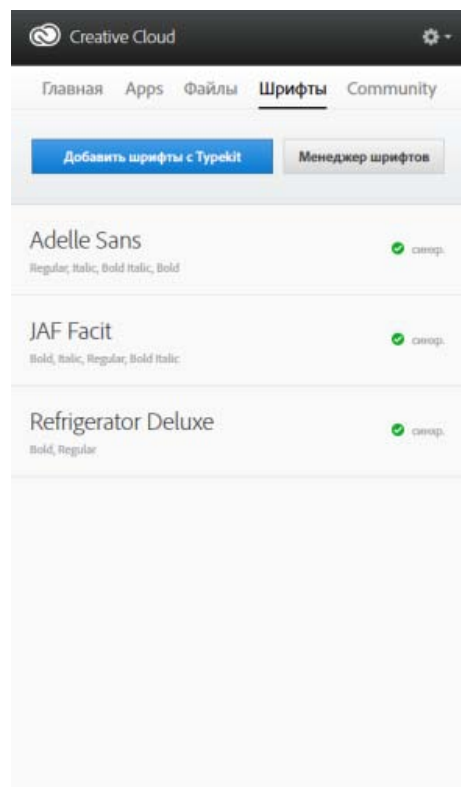 Creative Cloud
Главная Apps Файлы Шрифты Community
Добавить шрифты с Typekit Менеджер шрифтов
Adelle Sans
синхр.
Regular, Italic, Bold Italic, Bold
JAF Facit
синхр.
Bold, Italic, Regular, Bold Italic
Refrigerator Deluxe
синхр.
Bold, Regular